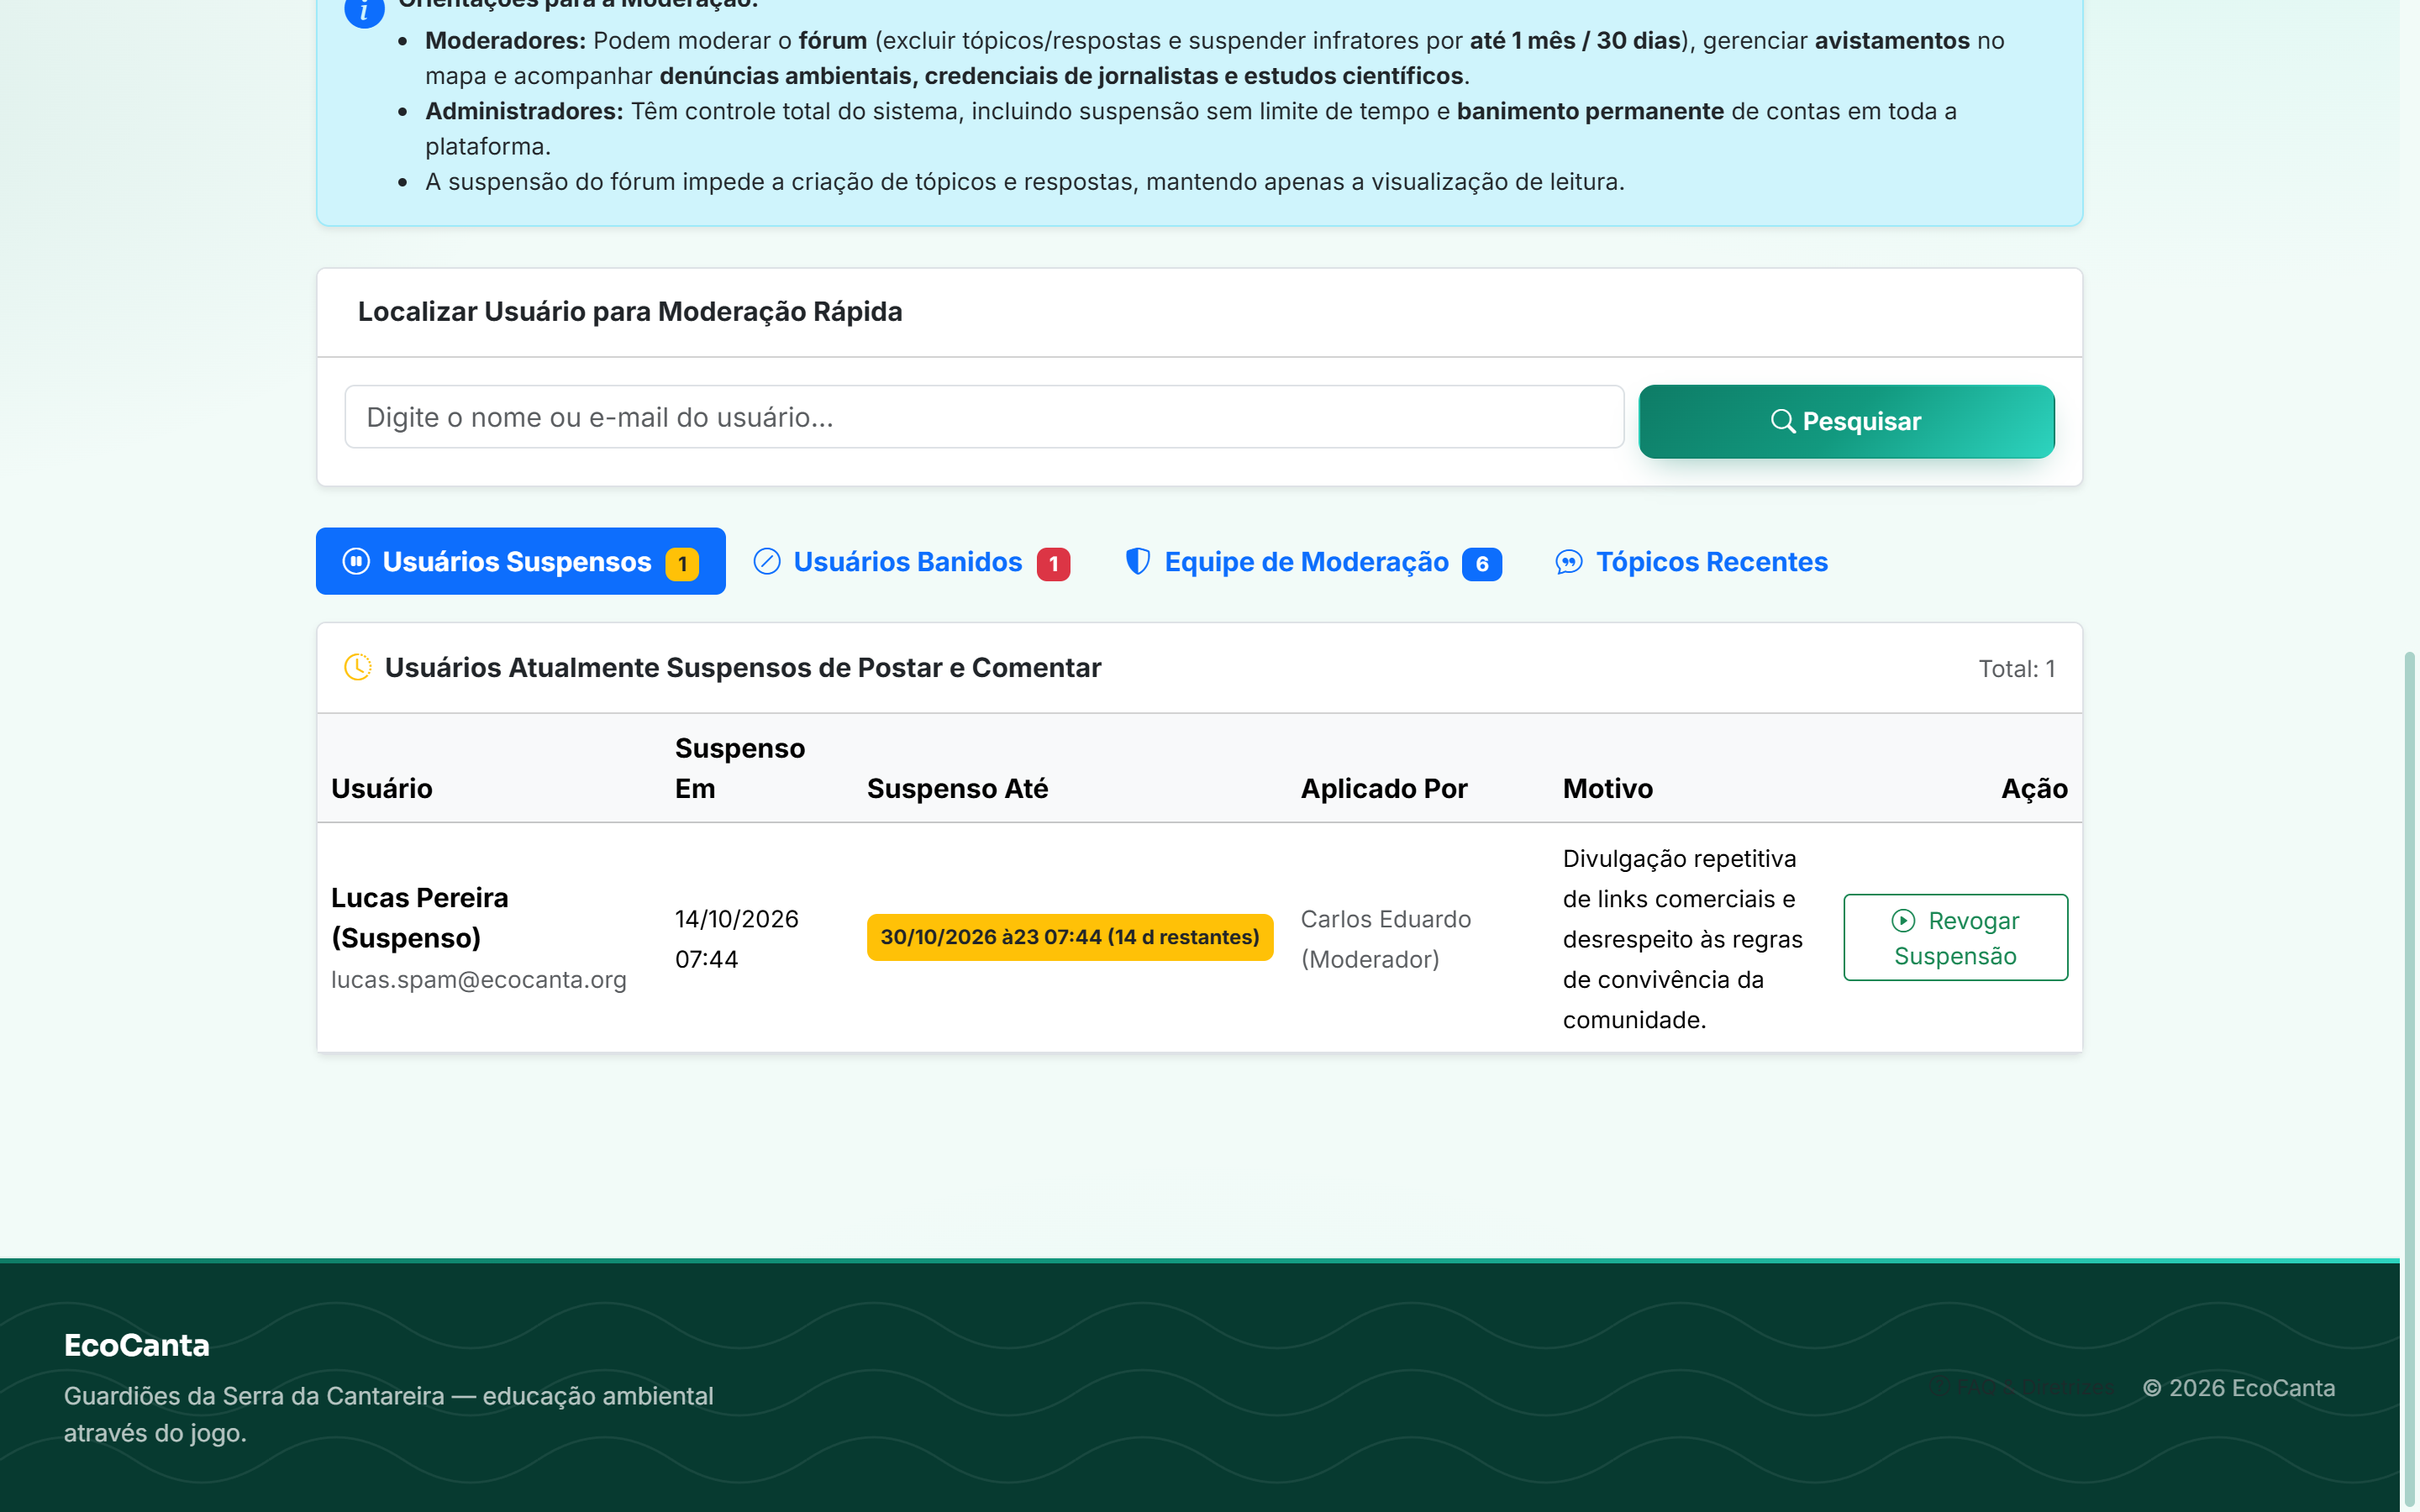 Orientações para a Moderação:
Moderadores: Podem moderar o fórum (excluir tópicos/respostas e suspender infratores por até 1 mês / 30 dias), gerenciar avistamentos no
mapa e acompanhar denúncias ambientais, credenciais de jornalistas e estudos científicos.
Administradores: Têm controle total do sistema, incluindo suspensão sem limite de tempo e banimento permanente de contas em toda a
plataforma.
A suspensão do fórum impede a criação de tópicos e respostas, mantendo apenas a visualização de leitura.
Localizar Usuário para Moderação Rápida
Digite o nome ou e-mail do usuário...
Pesquisar
Usuários Suspensos 1
Usuários Banidos 1
Equipe de Moderação 6
Tópicos Recentes
Usuários Atualmente Suspensos de Postar e Comentar
Total: 1
Usuário
Suspenso
Em
Suspenso Até
Aplicado Por
Motivo
Ação
Lucas Pereira
(Suspenso)
lucas.spam@ecocanta.org
14/10/2026
07:44
30/10/2026 à23 07:44 (14 d restantes)
Carlos Eduardo
(Moderador)
Divulgação repetitiva
de links comerciais e
desrespeito às regras
de convivência da
comunidade.
Revogar
Suspensão
EcoCanta
Guardiões da Serra da Cantareira — educação ambiental
através do jogo.
FAQ & Diretrizes
© 2026 EcoCanta